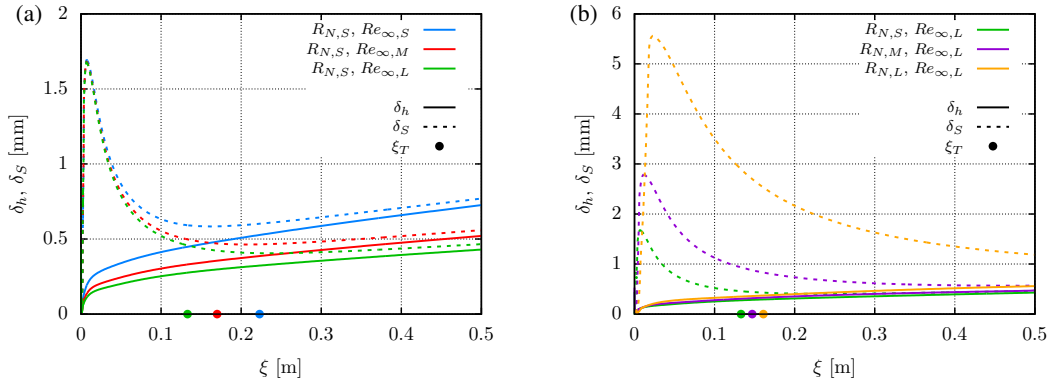 (a)
2
1.5
1
0.5
0
0
0.1
0.2
0.3
0.4
0.5
δ_h, δ_S [mm]
ξ [m]
R_{N,S}, Re_{∞,S}
R_{N,S}, Re_{∞,M}
R_{N,S}, Re_{∞,L}
δ_h
δ_S
ξ_T
(b)
6
5
4
3
2
1
0
0
0.1
0.2
0.3
0.4
0.5
δ_h, δ_S [mm]
ξ [m]
R_{N,S}, Re_{∞,L}
R_{N,M}, Re_{∞,L}
R_{N,L}, Re_{∞,L}
δ_h
δ_S
ξ_T